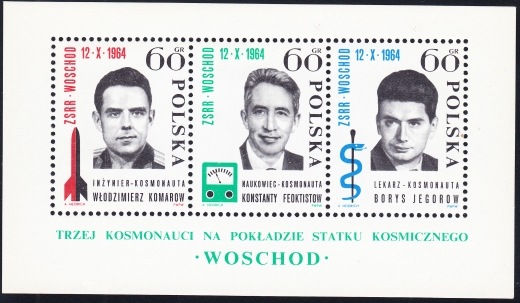 12·X·1964
60 GR
ZSRR·WOSCHOD
POLSKA
INŻYNIER-KOSMONAUTA
WŁODZIMIERZ KOMARÓW
12·X·1964
60 GR
ZSRR·WOSCHOD
POLSKA
NAUKOWIEC-KOSMONAUTA
KONSTANTY FEOKTISTOW
12·X·1964
60 GR
ZSRR·WOSCHOD
POLSKA
LEKARZ-KOSMONAUTA
BORYS JEGOROW
TRZEJ KOSMONAUCI NA POKŁADZIE STATKU KOSMICZNEGO
·WOSCHOD·